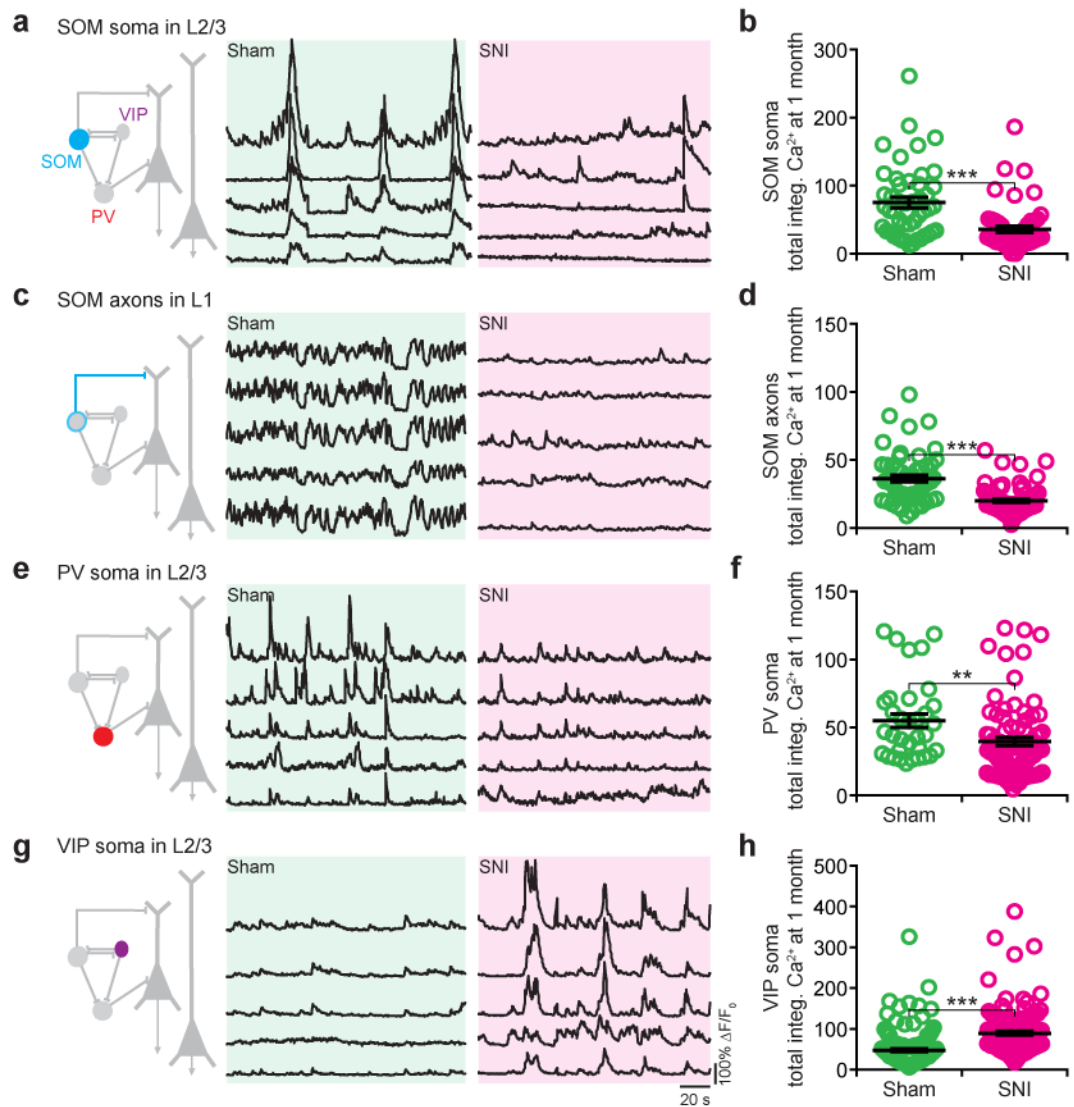 a SOM soma in L2/3
VIP
SOM
PV
Sham
SNI
b
SOM soma
total integ. Ca²⁺ at 1 month
300
200
100
0
***
Sham SNI
c SOM axons in L1
Sham
SNI
d
SOM axons
total integ. Ca²⁺ at 1 month
150
100
50
0
***
Sham SNI
e PV soma in L2/3
Sham
SNI
f
PV soma
total integ. Ca²⁺ at 1 month
150
100
50
0
**
Sham SNI
g VIP soma in L2/3
Sham
SNI
100% ΔF/F₀
20 s
h
VIP soma
total integ. Ca²⁺ at 1 month
500
400
300
200
100
0
***
Sham SNI